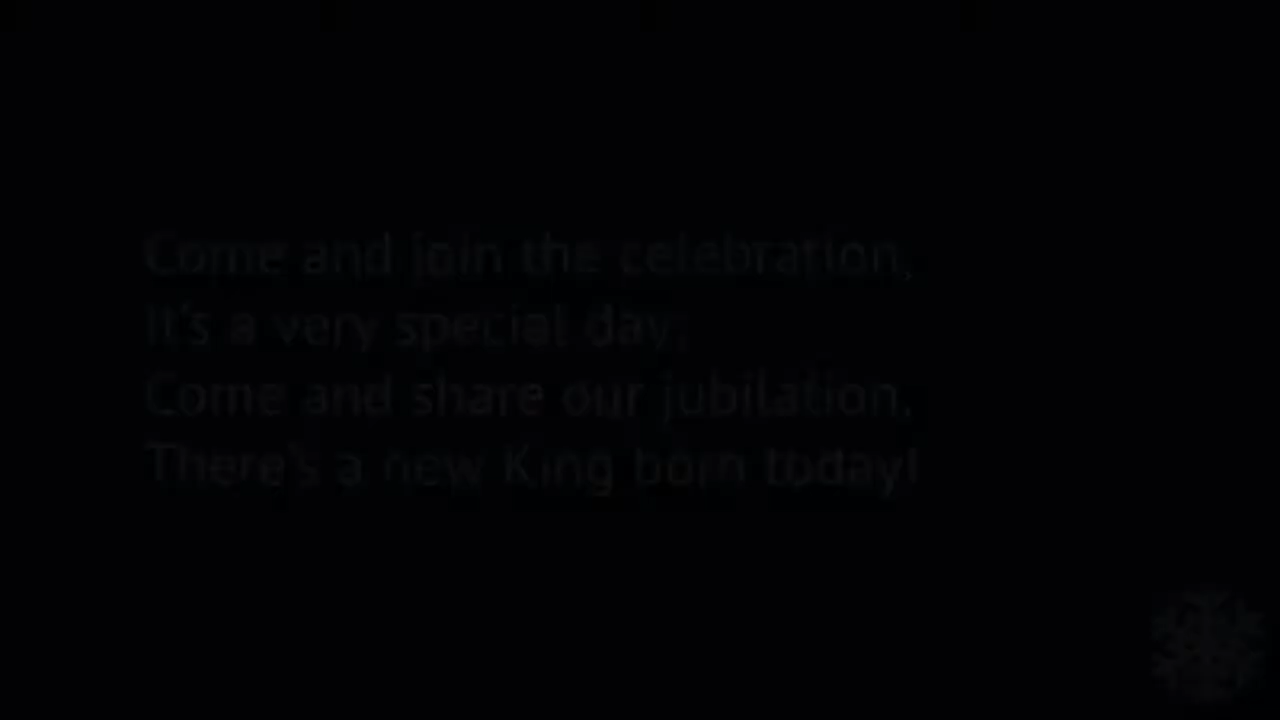 Come and join the celebration,
It's a very special day;
Come and share our jubilation,
There's a new King born today!